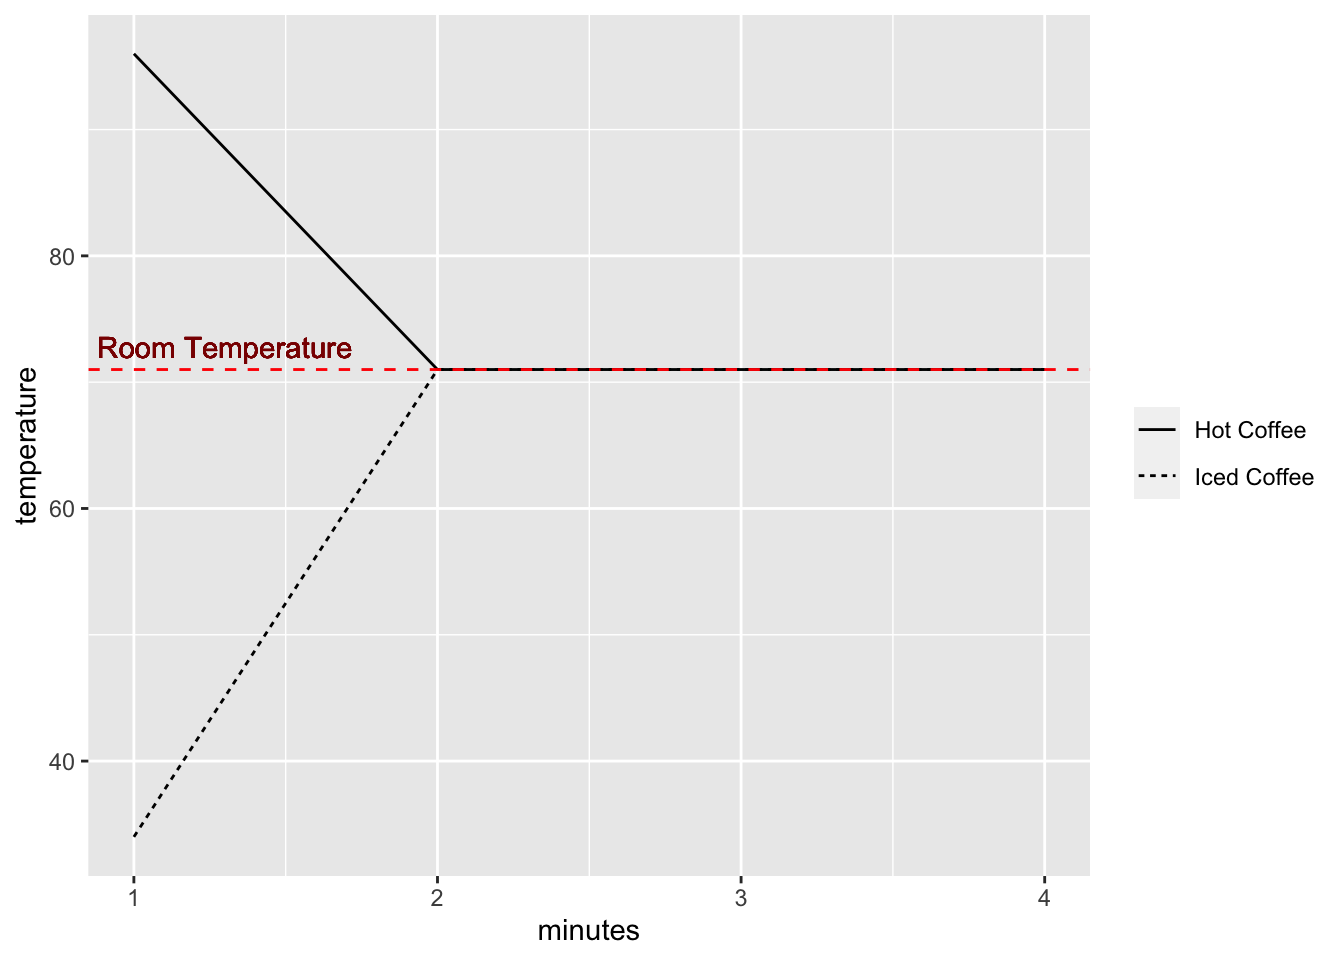 80
60
40
temperature
Room Temperature
1 2 3 4
minutes
Hot Coffee
Iced Coffee